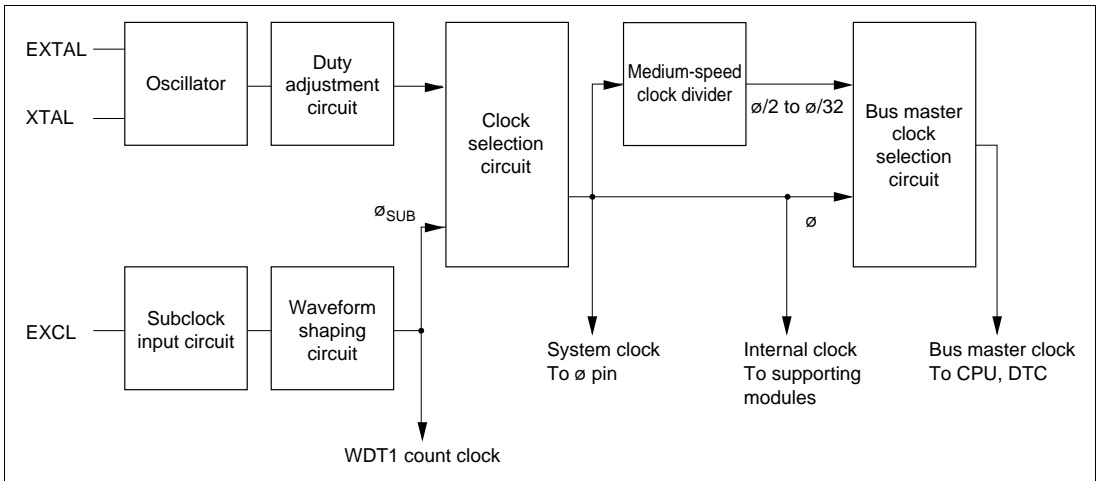 EXTAL
XTAL
Oscillator
Duty
adjustment
circuit
Clock
selection
circuit
Medium-speed
clock divider
ø/2 to ø/32
Bus master
clock
selection
circuit
øSUB
ø
EXCL
Subclock
input circuit
Waveform
shaping
circuit
System clock
To ø pin
Internal clock
To supporting
modules
Bus master clock
To CPU, DTC
WDT1 count clock